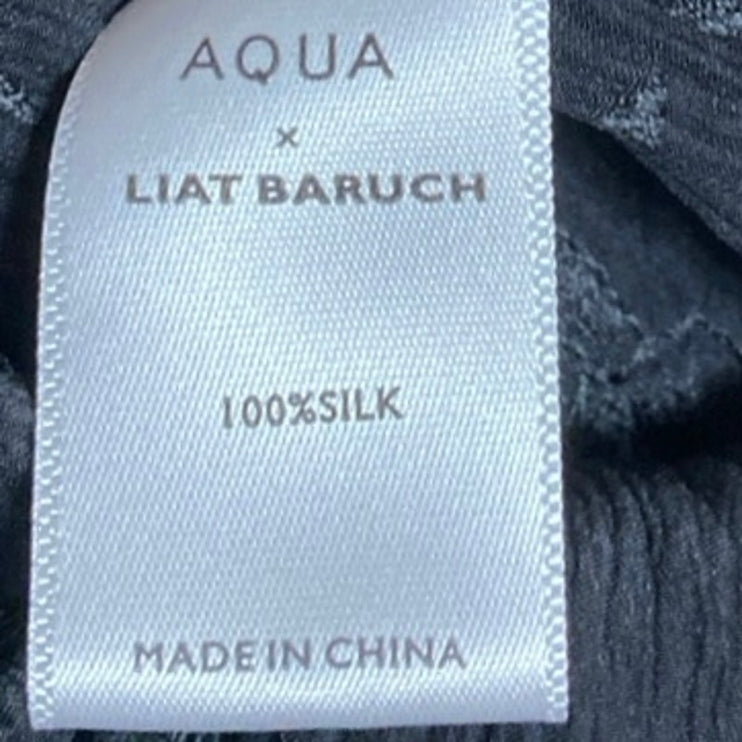 AQUA
×
LIAT BARUCH
100%SILK
MADE IN CHINA